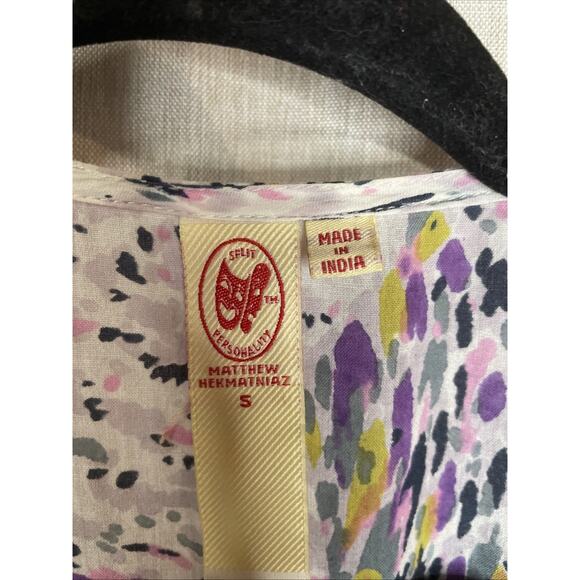 SPLIT
TM
PERSONALITY
MATTHEW
HEKMATNIAZ
S
MADE
IN
INDIA